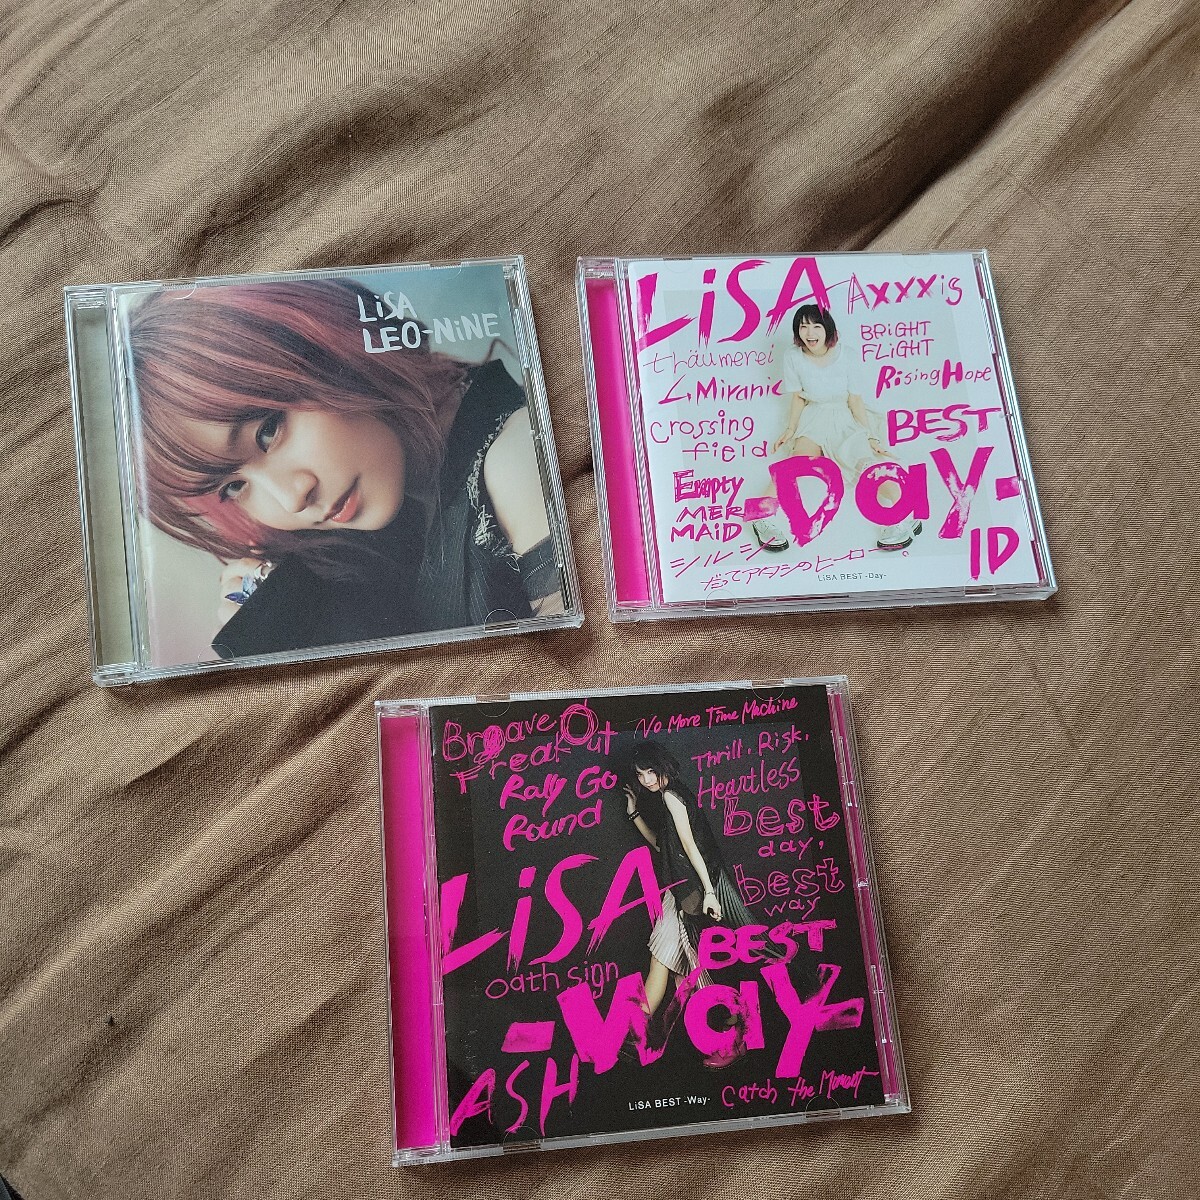 LiSA
LEO-NiNE
LiSA
Axxxis
BRiGHT
FLiGHT
Rising Hope
thäumerei
L. Miranic
crossing
field
BEST
-Day-
Empty
MER
MAiD
ID
シルシ
だってアタシのヒーロー。
LiSA BEST -Day-
Brave
Freak Out
No More Time Machine
Rally Go
Round
Thrill, Risk,
Heartless
best
day,
best
way
LiSA
oath sign
BEST
-Way-
ASH
LiSA BEST -Way-
Catch the Moment